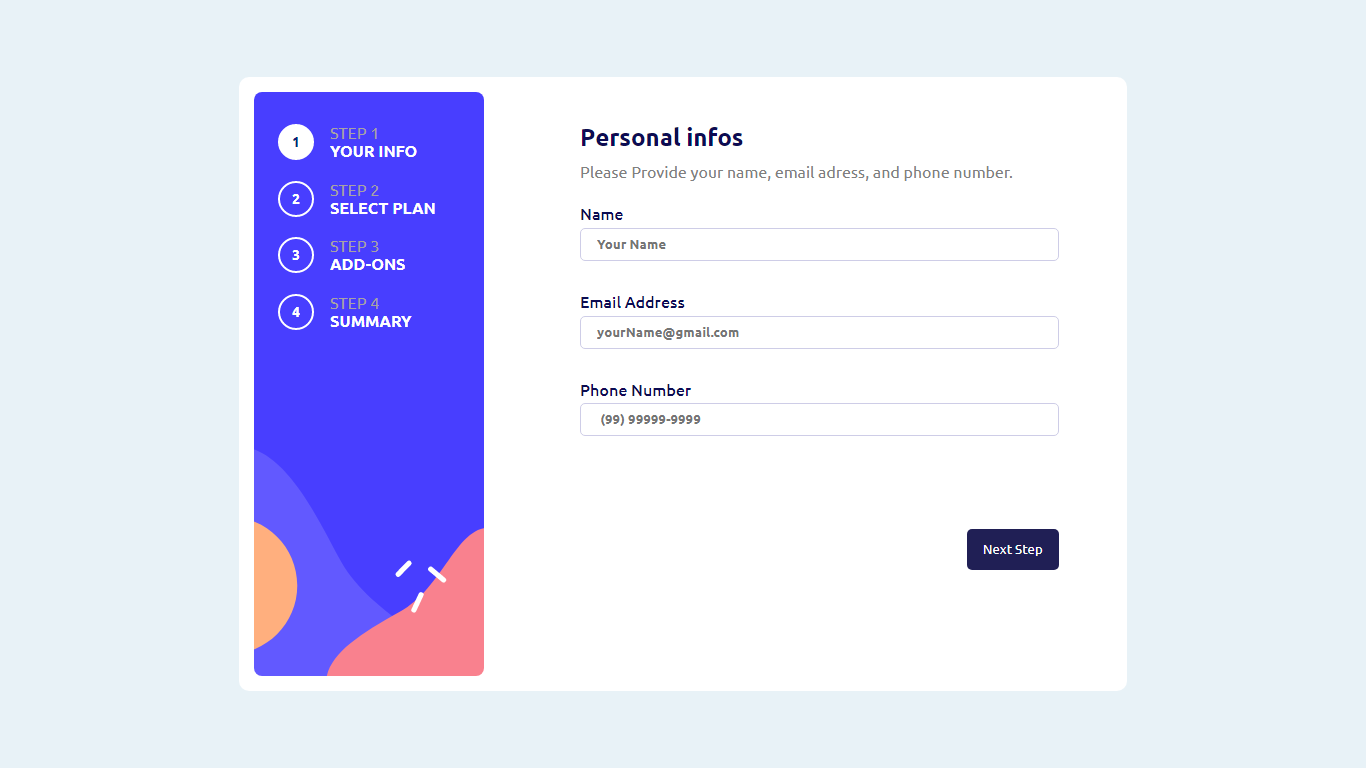 1
STEP 1
YOUR INFO
2
STEP 2
SELECT PLAN
3
STEP 3
ADD-ONS
4
STEP 4
SUMMARY
Personal infos
Please Provide your name, email adress, and phone number.
Name
Your Name
Email Address
yourName@gmail.com
Phone Number
(99) 99999-9999
Next Step